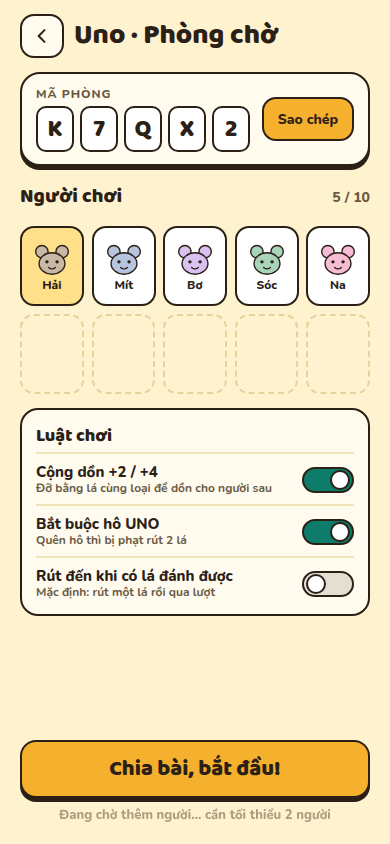 Uno • Phòng chờ
MÃ PHÒNG
K 7 Q X 2
Sao chép
Người chơi
5 / 10
Hải Mít Bơ Sóc Na
Luật chơi
Cộng dồn +2 / +4
Đỡ bằng lá cùng loại để dồn cho người sau
Bắt buộc hô UNO
Quên hô thì bị phạt rút 2 lá
Rút đến khi có lá đánh được
Mặc định: rút một lá rồi qua lượt
Chia bài, bắt đầu!
Đang chờ thêm người... cần tối thiểu 2 người